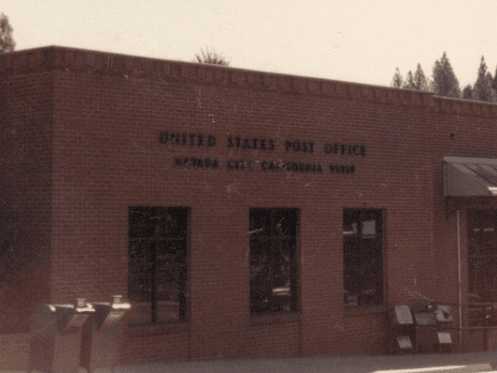 UNITED STATES POST OFFICE
NEVADA CITY CALIFORNIA 95959